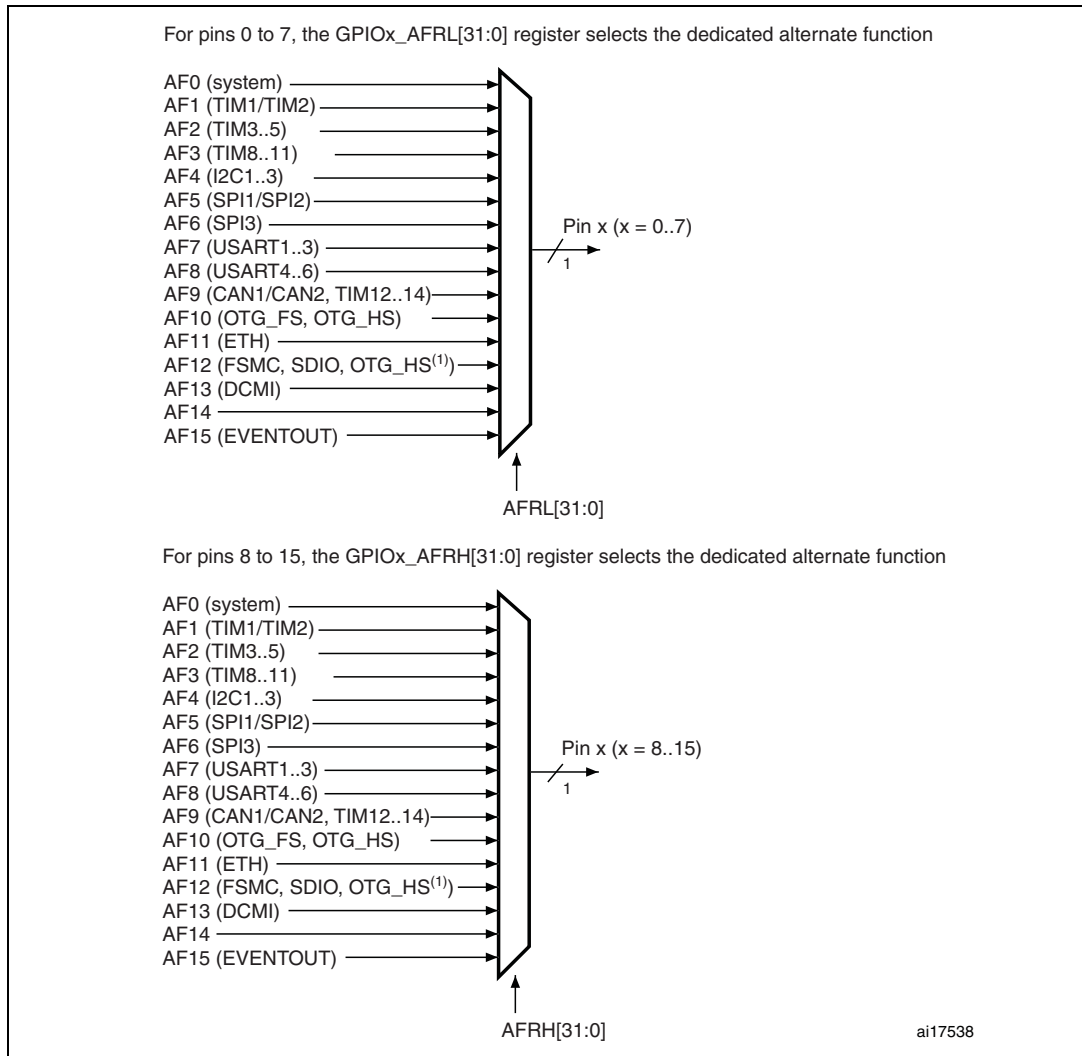 For pins 0 to 7, the GPIOx_AFRL[31:0] register selects the dedicated alternate function
AF0 (system)
AF1 (TIM1/TIM2)
AF2 (TIM3..5)
AF3 (TIM8..11)
AF4 (I2C1..3)
AF5 (SPI1/SPI2)
AF6 (SPI3)
AF7 (USART1..3)
AF8 (USART4..6)
AF9 (CAN1/CAN2, TIM12..14)
AF10 (OTG_FS, OTG_HS)
AF11 (ETH)
AF12 (FSMC, SDIO, OTG_HS(1))
AF13 (DCMI)
AF14
AF15 (EVENTOUT)
Pin x (x = 0..7)
1
AFRL[31:0]
For pins 8 to 15, the GPIOx_AFRH[31:0] register selects the dedicated alternate function
AF0 (system)
AF1 (TIM1/TIM2)
AF2 (TIM3..5)
AF3 (TIM8..11)
AF4 (I2C1..3)
AF5 (SPI1/SPI2)
AF6 (SPI3)
AF7 (USART1..3)
AF8 (USART4..6)
AF9 (CAN1/CAN2, TIM12..14)
AF10 (OTG_FS, OTG_HS)
AF11 (ETH)
AF12 (FSMC, SDIO, OTG_HS(1))
AF13 (DCMI)
AF14
AF15 (EVENTOUT)
Pin x (x = 8..15)
1
AFRH[31:0]
ai17538